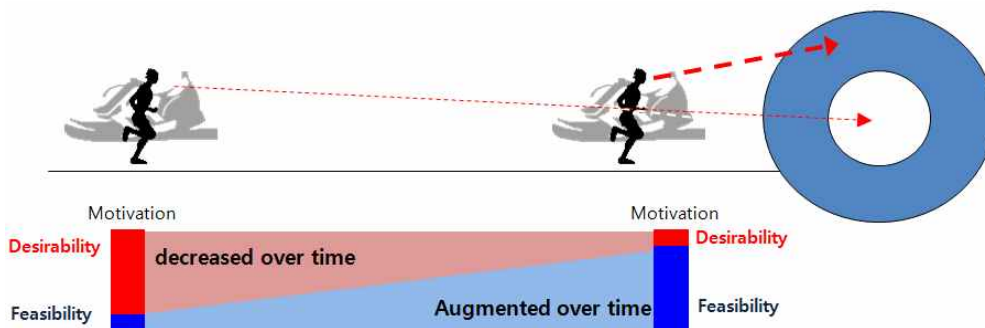 Motivation
Motivation
Desirability
decreased over time
Desirability
Feasibility
Augmented over time
Feasibility